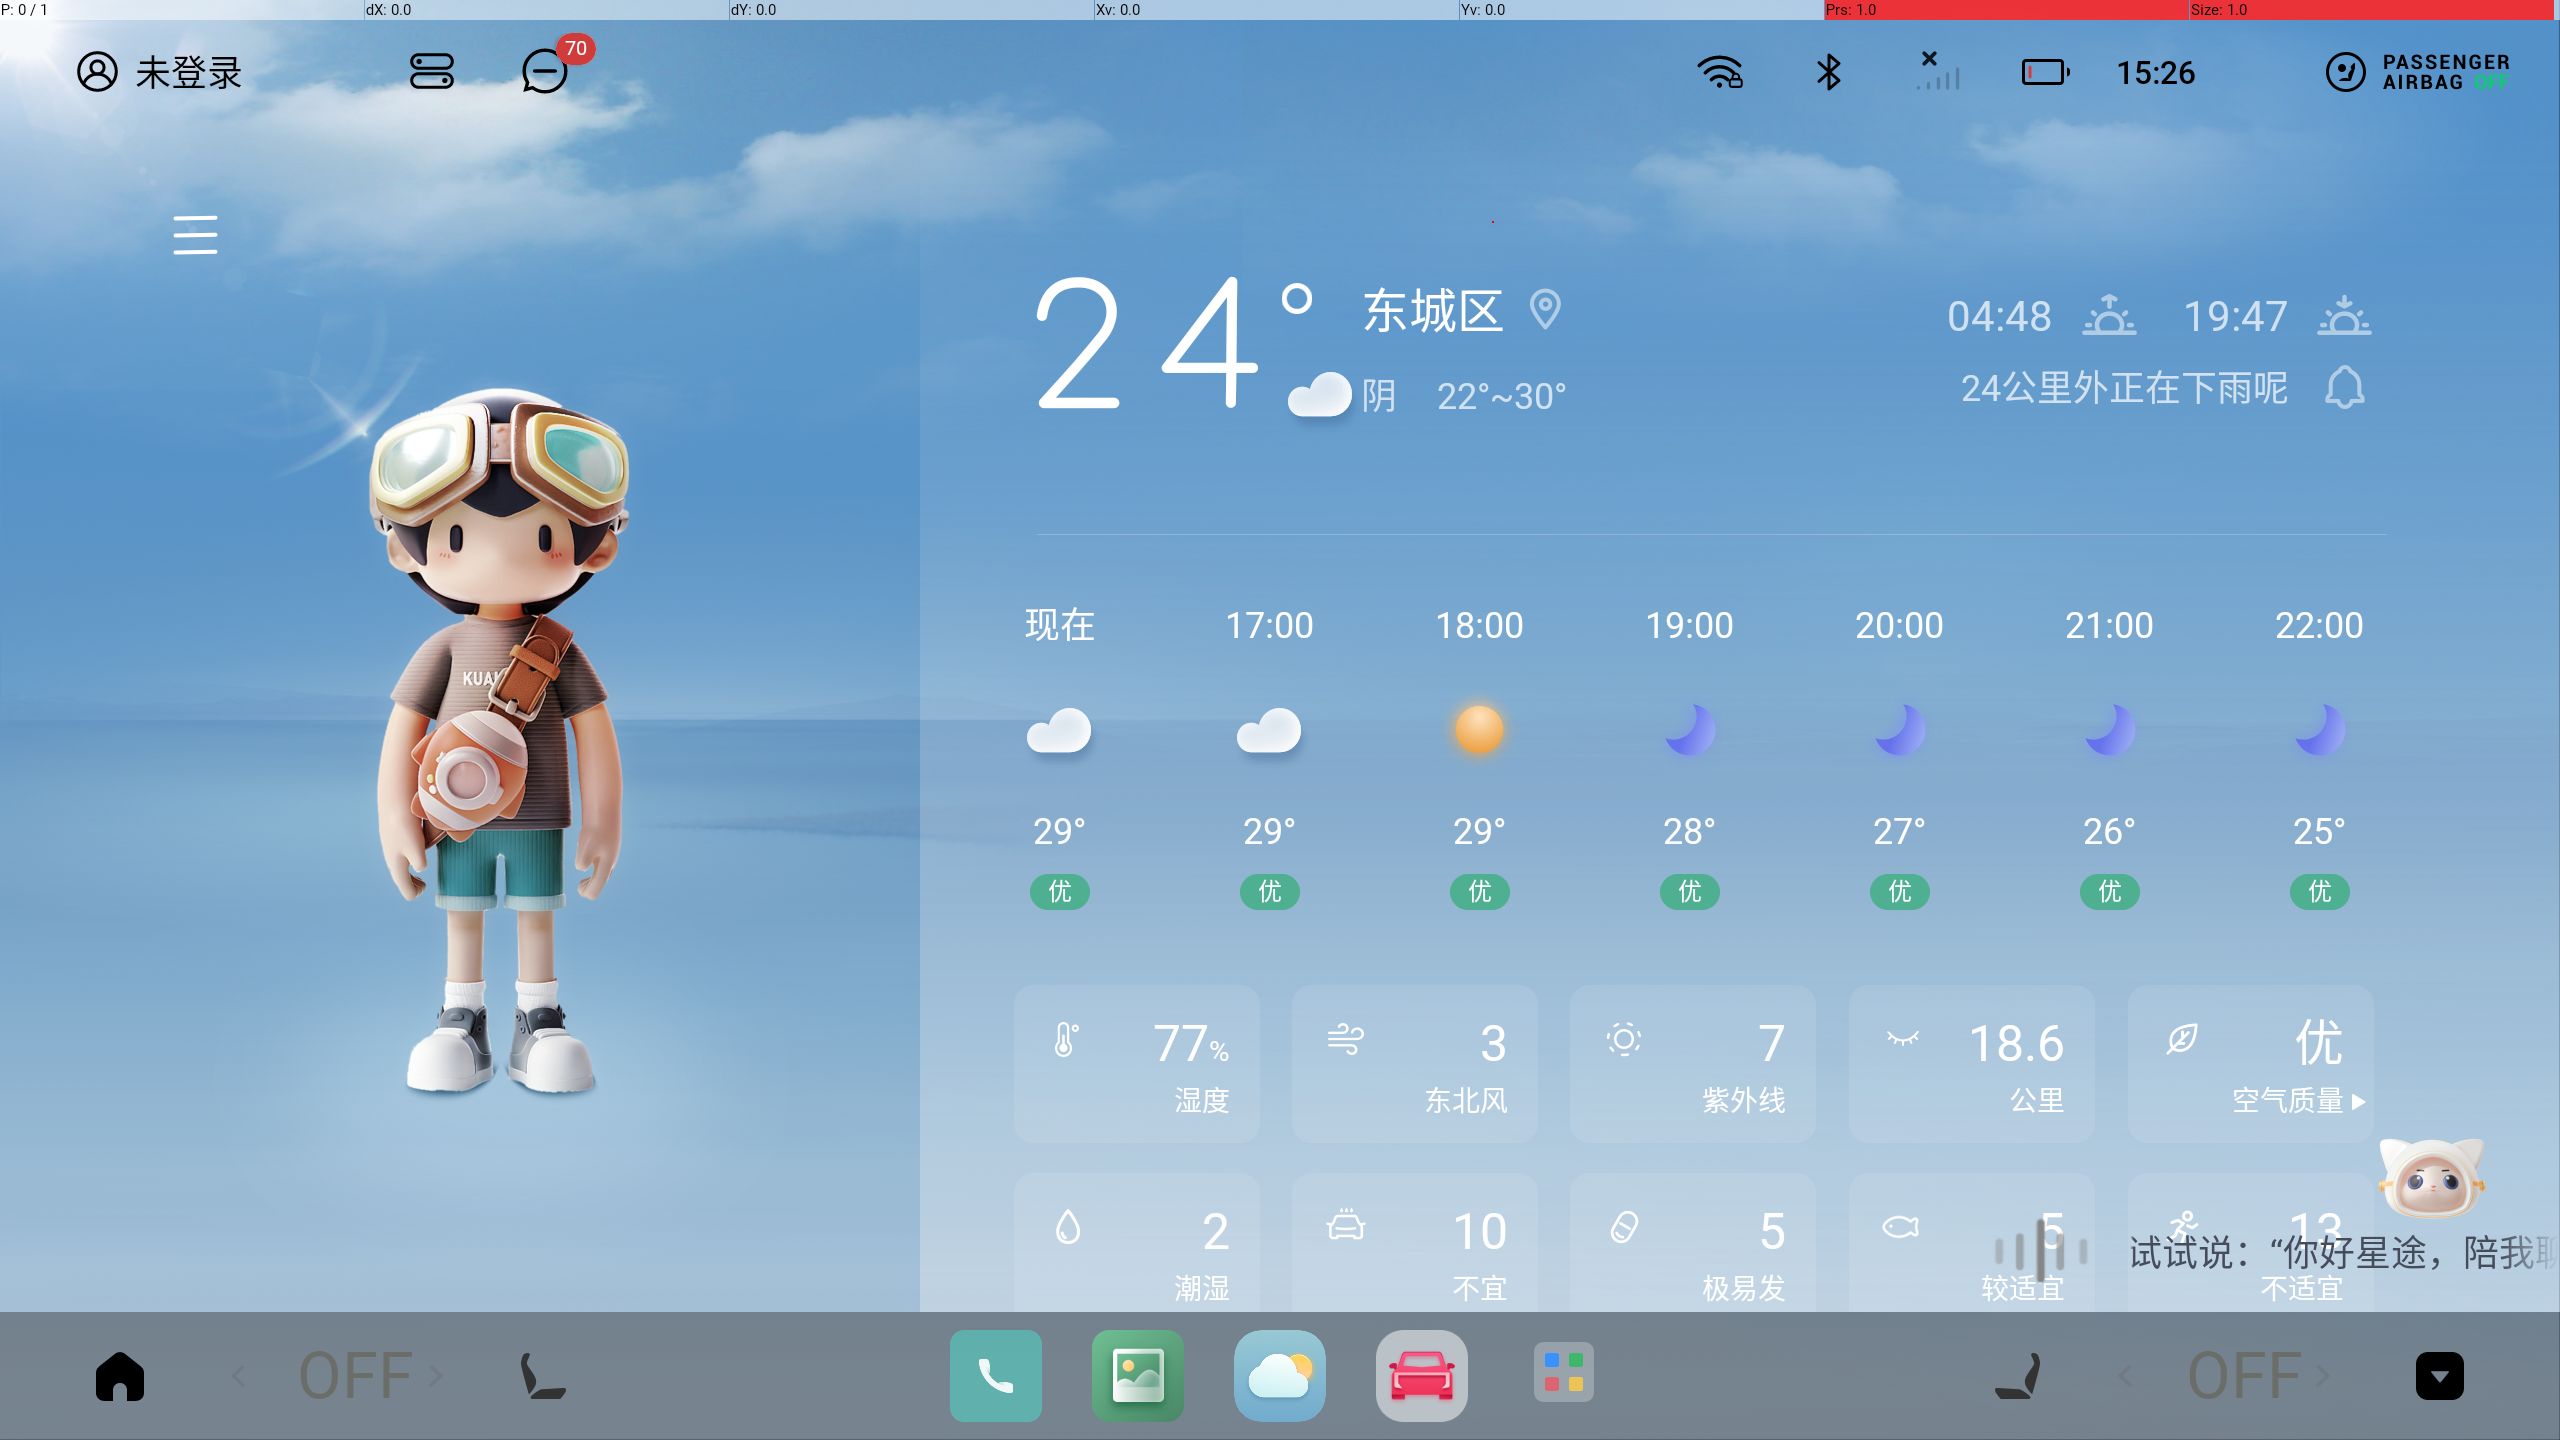 P: 0 / 1 dX: 0.0 dY: 0.0 Xv: 0.0 Yv: 0.0 Prs: 1.0 Size: 1.0
未登录 70 15:26 PASSENGER
AIRBAG OFF
24° 东城区 04:48 19:47
阴 22°~30° 24公里外正在下雨呢
现在 17:00 18:00 19:00 20:00 21:00 22:00
29° 29° 29° 28° 27° 26° 25°
优 优 优 优 优 优 优
77% 3 7 18.6 优
湿度 东北风 紫外线 公里 空气质量
2 10 5 5 13
试试说：“你好星途，陪我
潮湿 不宜 极易发 较适宜 不适宜
OFF OFF